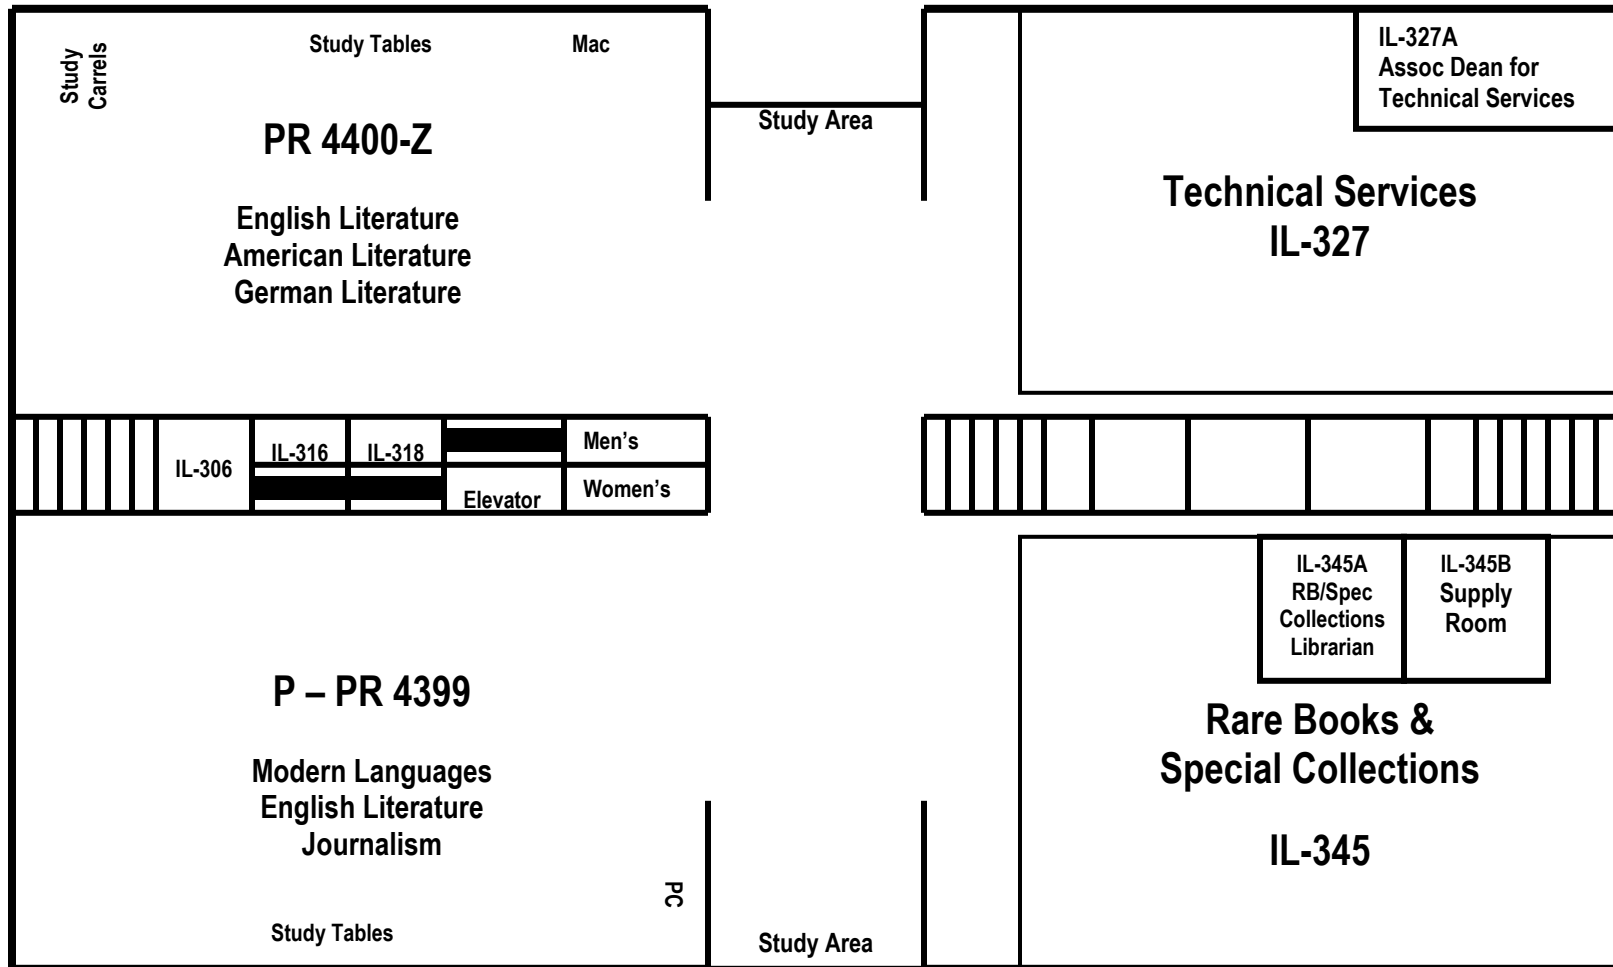 Study
Carrels
Study Tables
Mac
PR 4400-Z
English Literature
American Literature
German Literature
Study Area
IL-327A
Assoc Dean for
Technical Services
Technical Services
IL-327
IL-306
IL-316
IL-318
Elevator
Men's
Women's
P – PR 4399
Modern Languages
English Literature
Journalism
PC
Study Tables
Study Area
IL-345A
RB/Spec
Collections
Librarian
IL-345B
Supply
Room
Rare Books &
Special Collections
IL-345